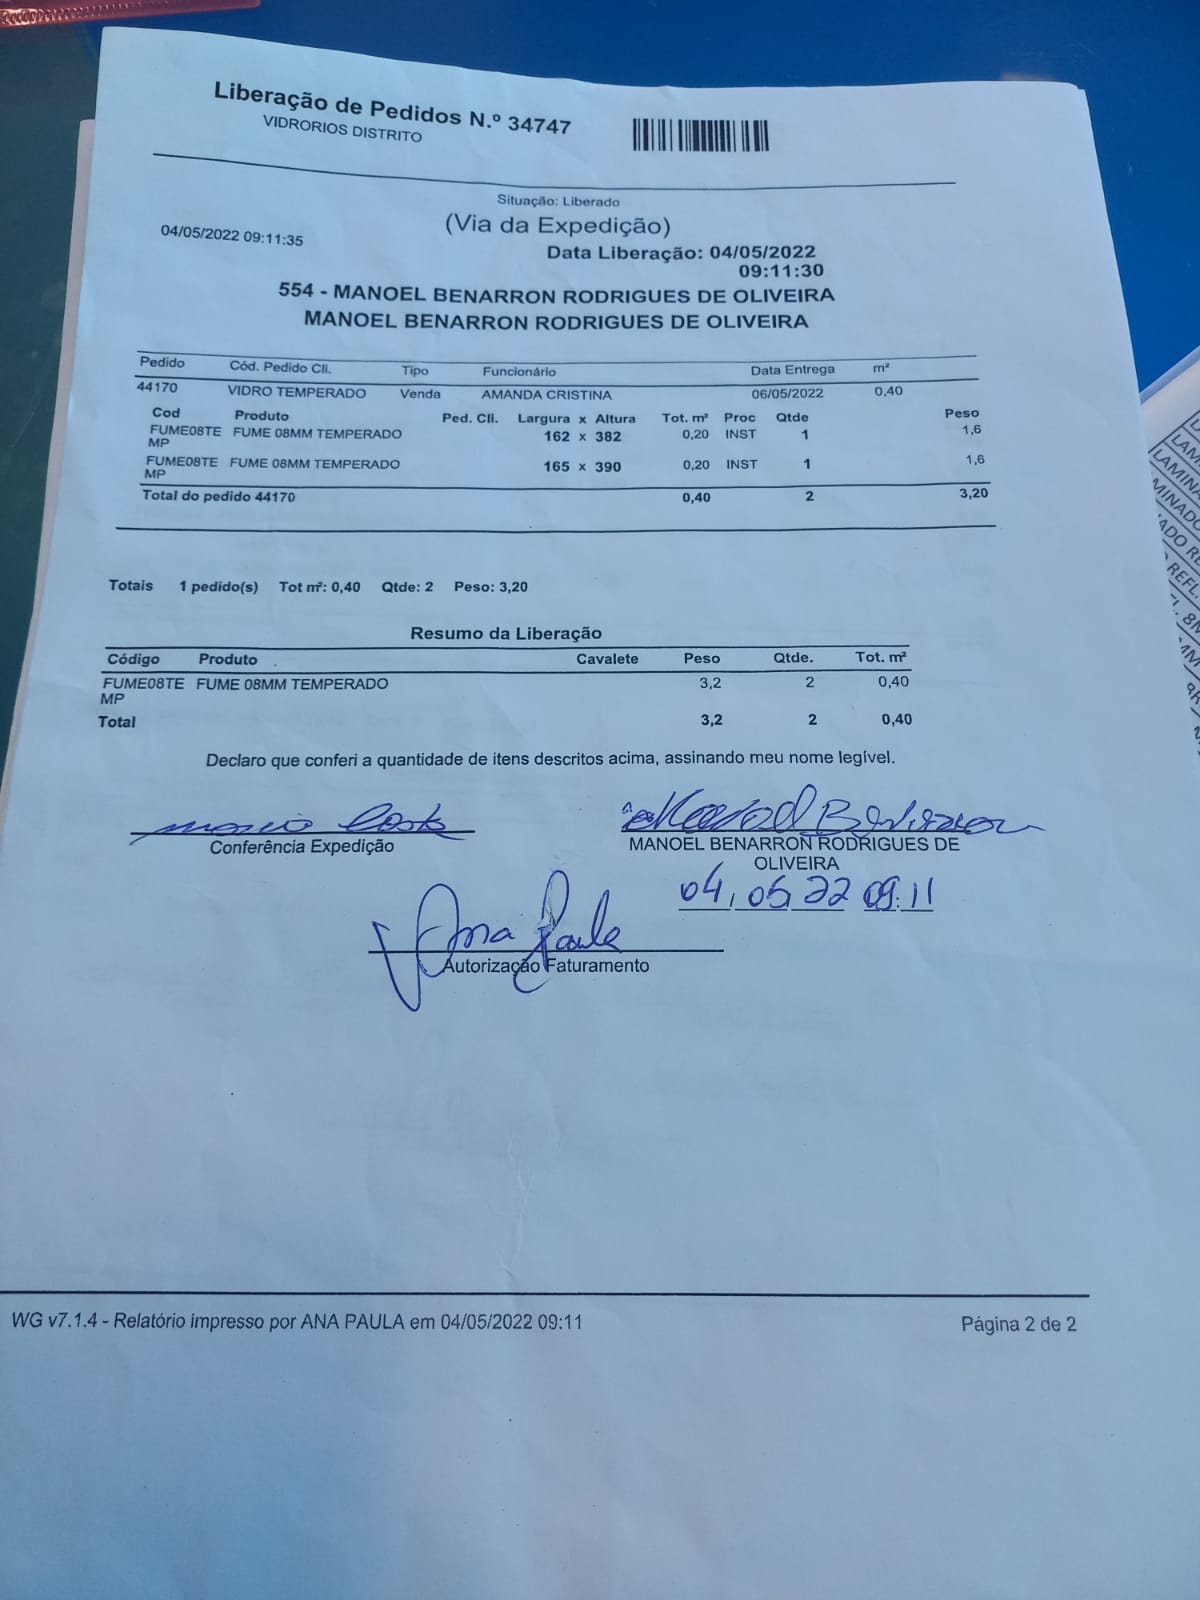 Liberação de Pedidos N.º 34747
VIDRORIOS DISTRITO
Situação: Liberado
(Via da Expedição)
04/05/2022 09:11:35
Data Liberação: 04/05/2022
09:11:30
554 - MANOEL BENARRON RODRIGUES DE OLIVEIRA
MANOEL BENARRON RODRIGUES DE OLIVEIRA
Pedido Cód. Pedido Cli. Tipo Funcionário Data Entrega m²
44170 VIDRO TEMPERADO Venda AMANDA CRISTINA 06/05/2022 0,40
Cod Produto Ped. Cli. Largura x Altura Tot. m² Proc Qtde Peso
FUME08TE FUME 08MM TEMPERADO 162 x 382 0,20 INST 1 1,6
MP
FUME08TE FUME 08MM TEMPERADO 165 x 390 0,20 INST 1 1,6
MP
Total do pedido 44170 0,40 2 3,20
Totais 1 pedido(s) Tot m²: 0,40 Qtde: 2 Peso: 3,20
Resumo da Liberação
Código Produto Cavalete Peso Qtde. Tot. m²
FUME08TE FUME 08MM TEMPERADO 3,2 2 0,40
MP
Total 3,2 2 0,40
Declaro que conferi a quantidade de itens descritos acima, assinando meu nome legível.
Conferência Expedição
MANOEL BENARRON RODRIGUES DE
OLIVEIRA
04, 05, 22 09:11
Ana Paula
Autorização Faturamento
WG v7.1.4 - Relatório impresso por ANA PAULA em 04/05/2022 09:11
Página 2 de 2